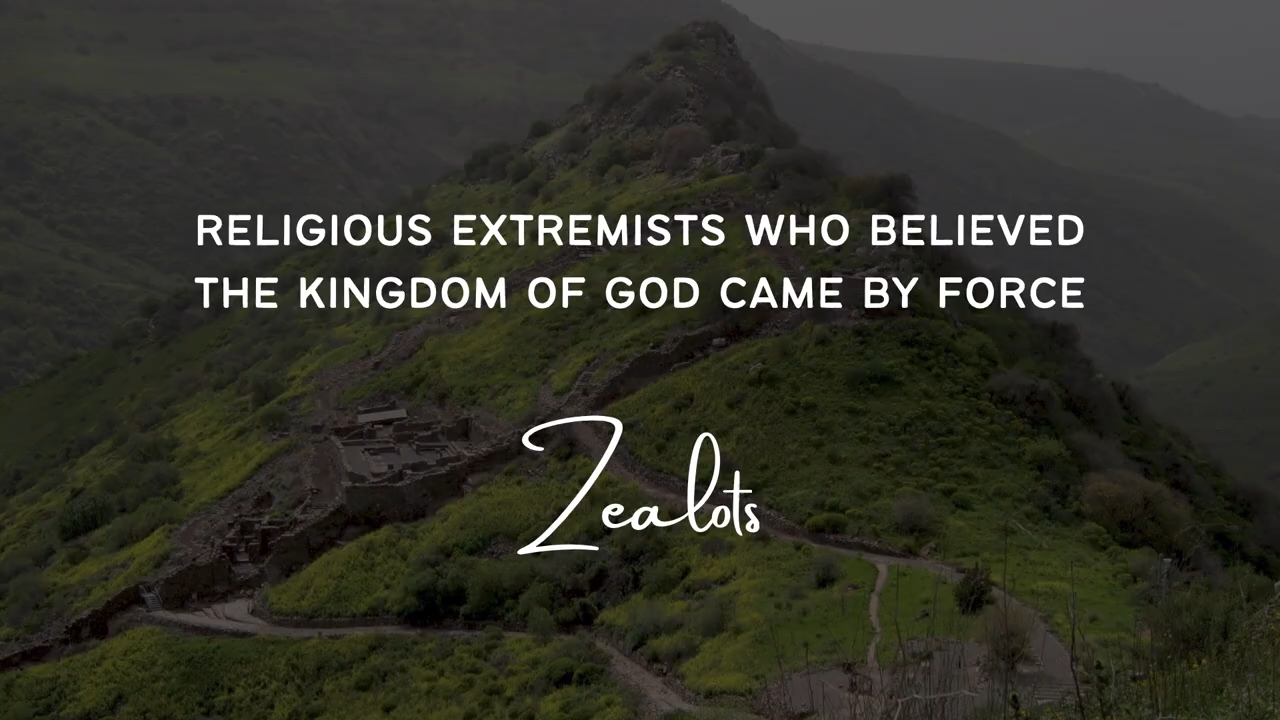 RELIGIOUS EXTREMISTS WHO BELIEVED
THE KINGDOM OF GOD CAME BY FORCE
Zealots